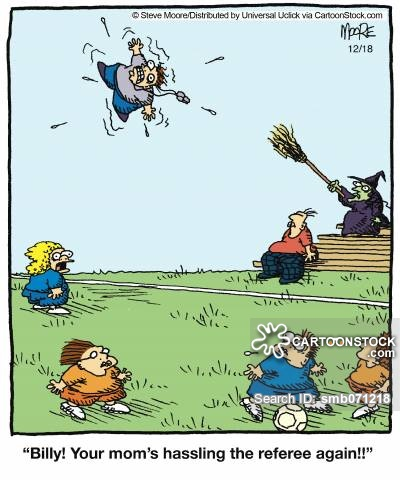 © Steve Moore/Distributed by Universal Uclick via CartoonStock.com
MOORE
12/18
CARTOONSTOCK
.com
Search ID: smb071218
"Billy! Your mom's hassling the referee again!!"